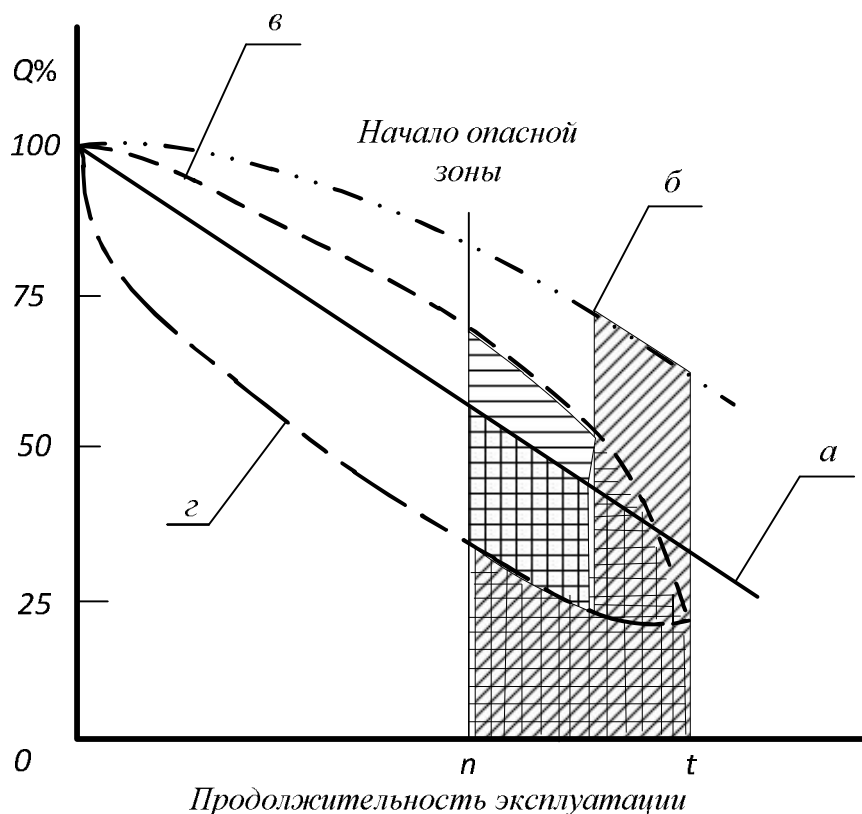 в
Q%
100
Начало опасной
зоны
б
75
50
а
г
25
0
n
t
Продолжительность эксплуатации